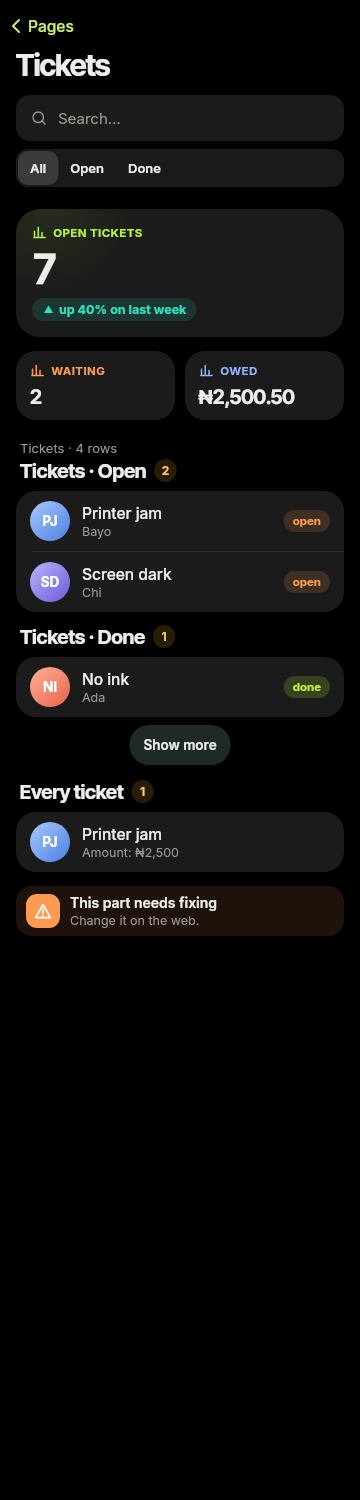 Pages
Tickets
Search...
All Open Done
OPEN TICKETS
7
▲ up 40% on last week
WAITING
2
OWED
₦2,500.50
Tickets · 4 rows
Tickets · Open 2
PJ
Printer jam
Bayo
open
SD
Screen dark
Chi
open
Tickets · Done 1
NI
No ink
Ada
done
Show more
Every ticket 1
PJ
Printer jam
Amount: ₦2,500
This part needs fixing
Change it on the web.